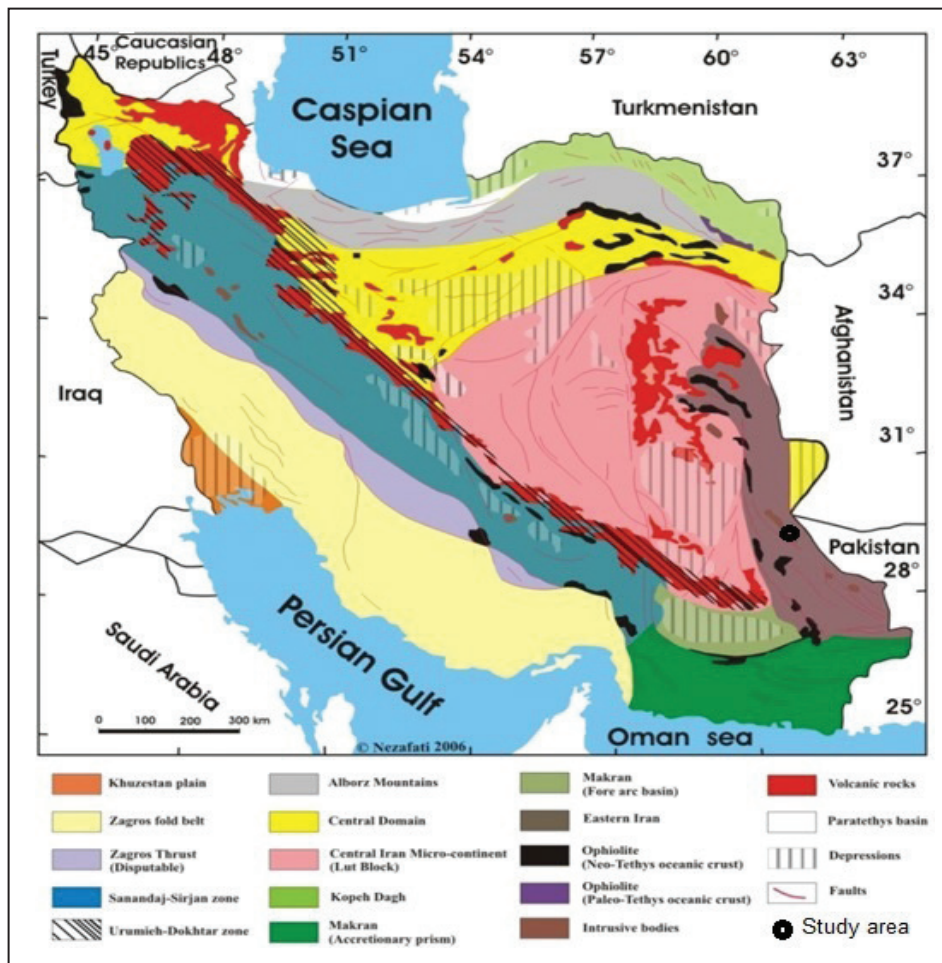 45°
48°
51°
54°
57°
60°
63°
Caucasian
Republics
Turkey
Caspian
Sea
Turkmenistan
37°
34°
Afghanistan
Iraq
31°
Pakistan
28°
Saudi Arabia
Persian Gulf
25°
0 100 200 300 km
Oman sea
© Nezafati 2006
Khuzestan plain
Zagros fold belt
Zagros Thrust
(Disputable)
Sanandaj-Sirjan zone
Urumieh-Dokhtar zone
Alborz Mountains
Central Domain
Central Iran Micro-continent
(Lut Block)
Kopeh Dagh
Makran
(Accretionary prism)
Makran
(Fore arc basin)
Eastern Iran
Ophiolite
(Neo-Tethys oceanic crust)
Ophiolite
(Paleo-Tethys oceanic crust)
Intrusive bodies
Volcanic rocks
Paratethys basin
Depressions
Faults
Study area